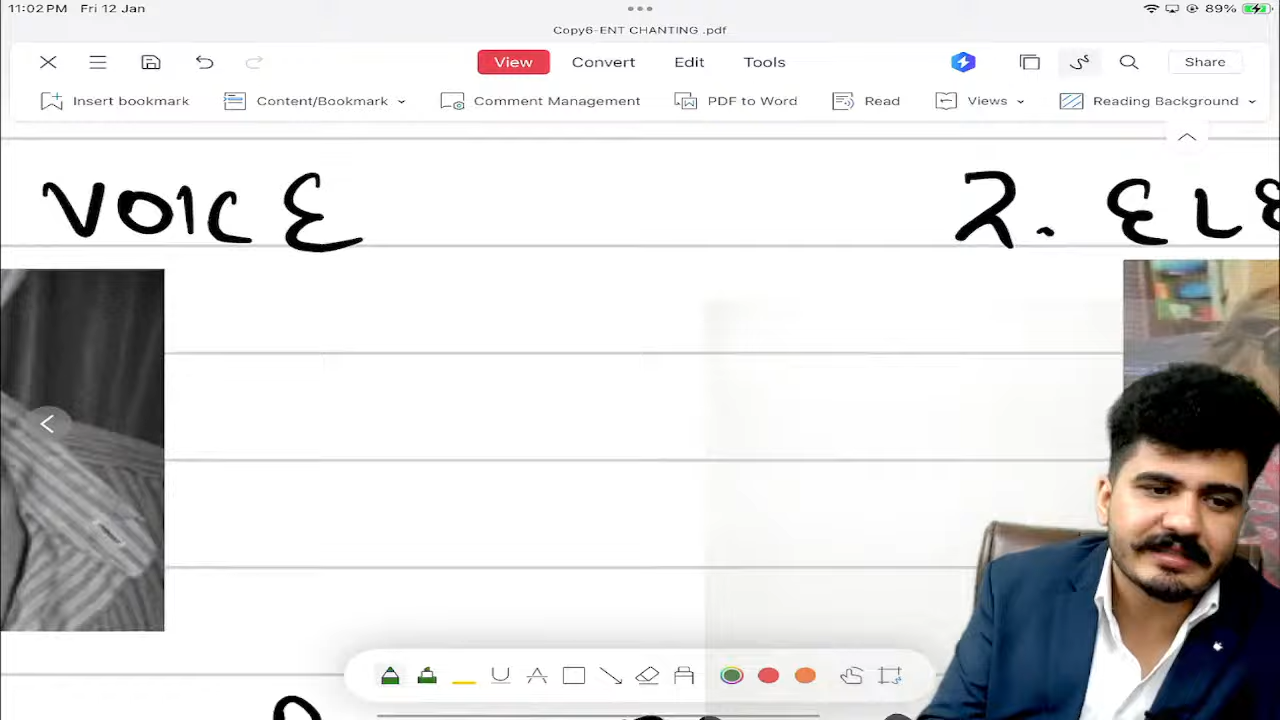 11:02 PM Fri 12 Jan
89%
Copy6-ENT CHANTING .pdf
View Convert Edit Tools Share
Insert bookmark Content/Bookmark Comment Management PDF to Word Read Views Reading Background
VOICE 2. ELE